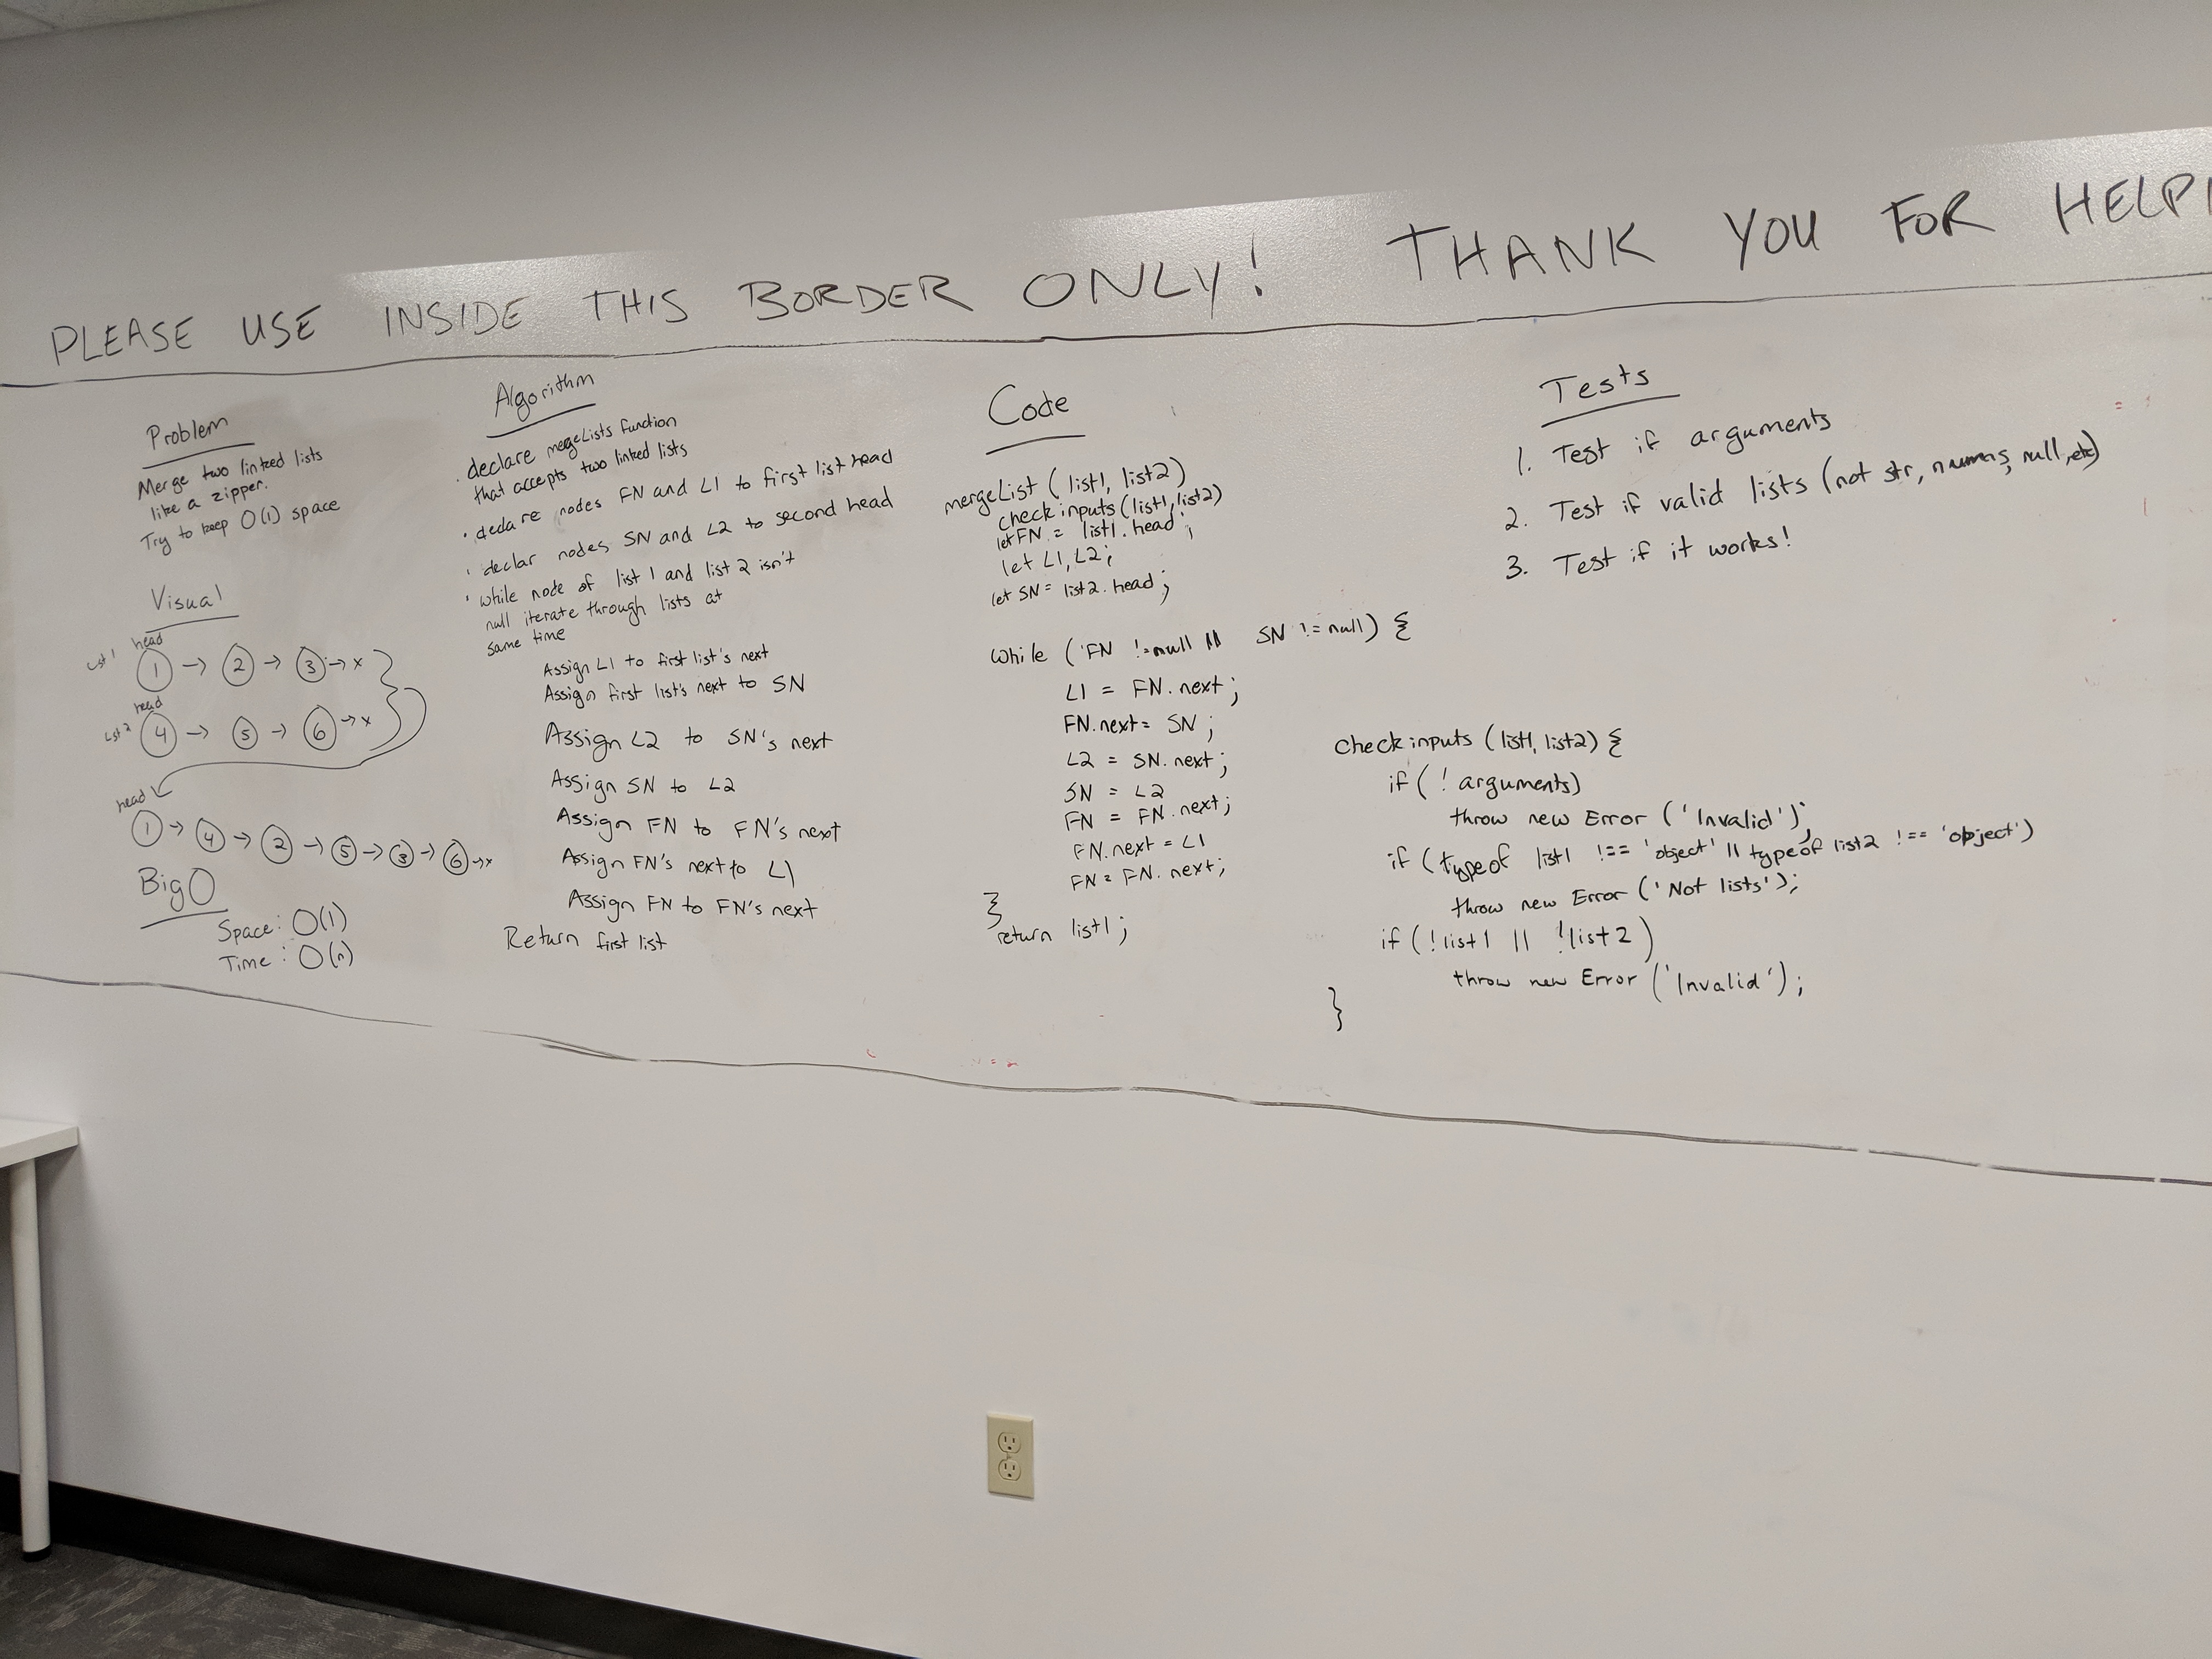 PLEASE USE INSIDE THIS BORDER ONLY! THANK YOU FOR HELPI
Problem
Merge two linked lists
like a zipper.
Try to keep O(1) space
Visual
Lst 1
head
1 → 2 → 3 → x
Lst 2
head
4 → 5 → 6 → x
head
1 → 4 → 2 → 5 → 3 → 6 → x
Big O
Space: O(1)
Time: O(n)
Algorithm
· declare mergeLists function
that accepts two linked lists
· declare nodes FN and L1 to first list head
· declar nodes SN and L2 to second head
· while node of list 1 and list 2 isn't
null iterate through lists at
same time
Assign L1 to first list's next
Assign first list's next to SN
Assign L2 to SN's next
Assign SN to L2
Assign FN to FN's next
Assign FN's next to L1
Assign FN to FN's next
Return first list
Code
mergeList (list1, list2)
check inputs (list1, list2)
let FN = list1.head;
let L1, L2;
let SN = list2.head;
while (FN != null || SN != null) {
L1 = FN.next;
FN.next = SN;
L2 = SN.next;
SN = L2
FN = FN.next;
FN.next = L1
FN = FN.next;
}
return list1;
Tests
1. Test if arguments
2. Test if valid lists (not str, nums, null, etc)
3. Test if it works!
check inputs (list1, list2) {
if (! arguments)
throw new Error ('Invalid');
if (typeof list1 !== 'object' || typeof list2 !== 'object')
throw new Error ('Not lists');
if (!list1 || !list2)
throw new Error ('Invalid');
}